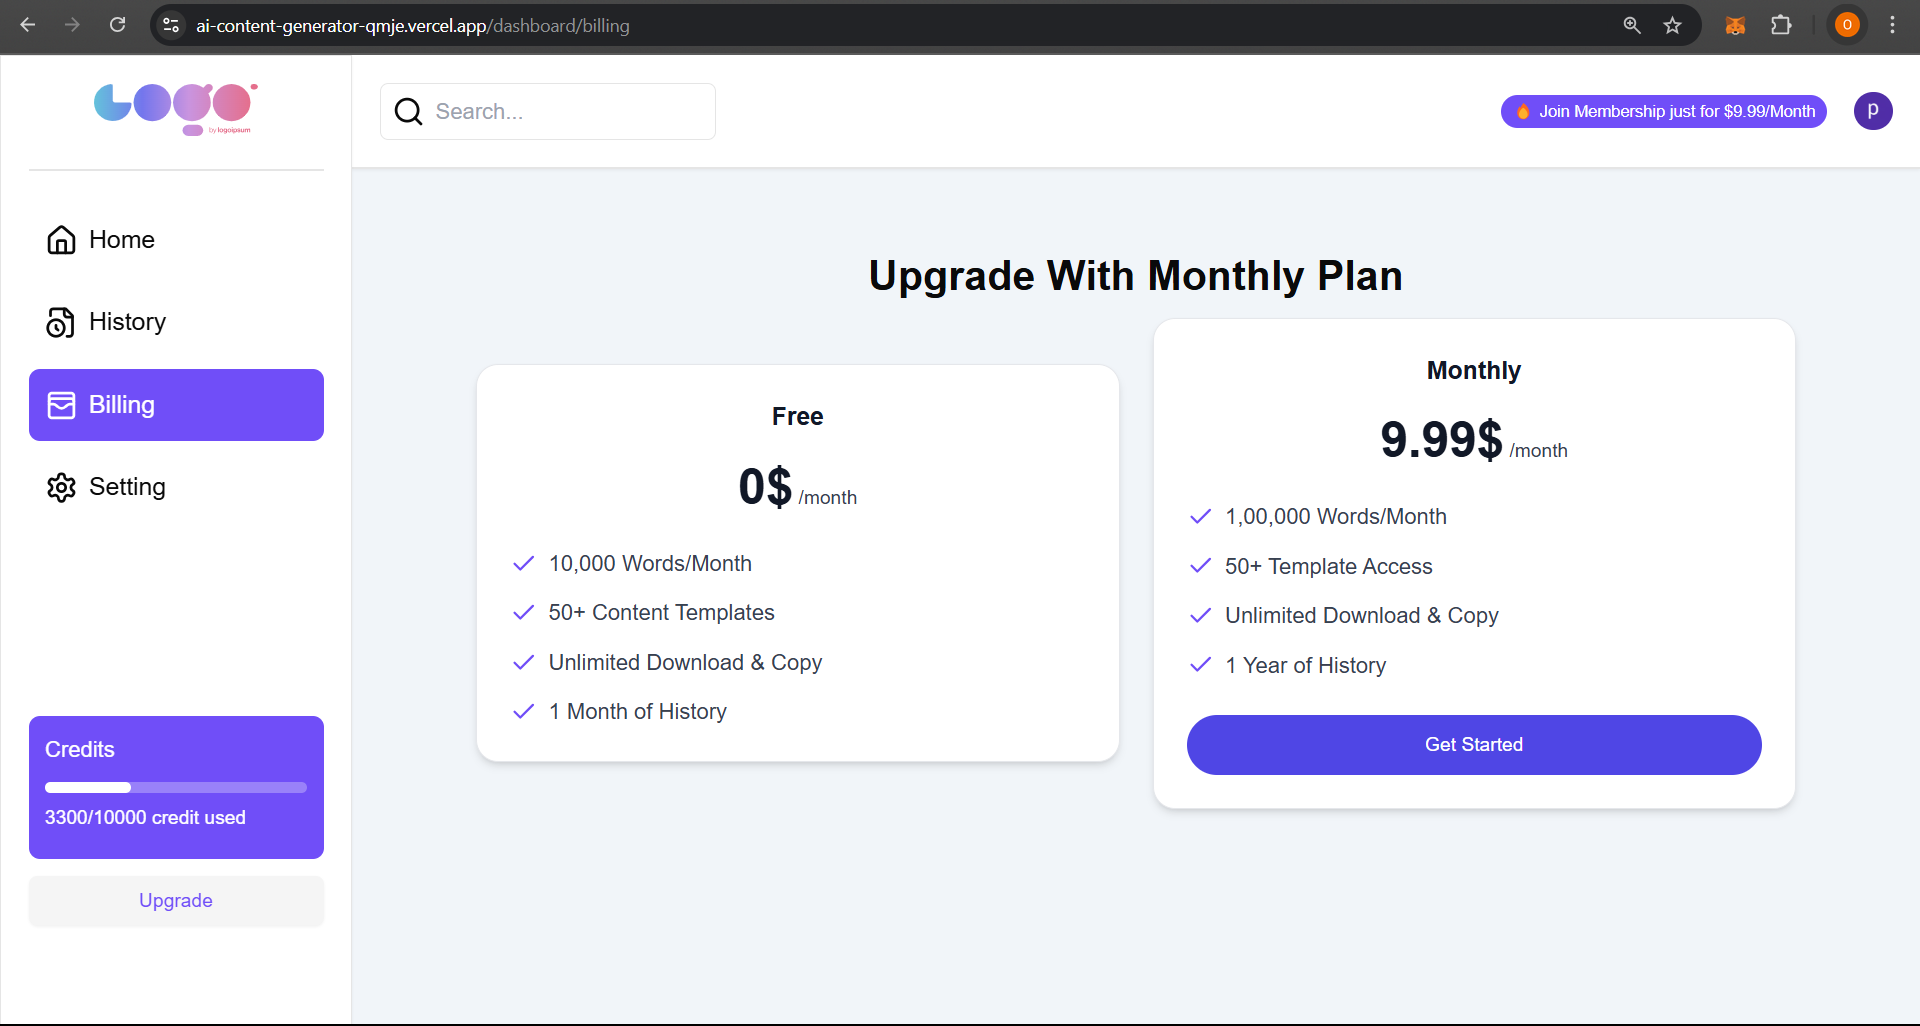 ai-content-generator-qmje.vercel.app/dashboard/billing
O
Logo
by logoipsum
Search...
Join Membership just for $9.99/Month
p
Home
History
Billing
Setting
Credits
3300/10000 credit used
Upgrade
Upgrade With Monthly Plan
Free
0$ /month
10,000 Words/Month
50+ Content Templates
Unlimited Download & Copy
1 Month of History
Monthly
9.99$ /month
1,00,000 Words/Month
50+ Template Access
Unlimited Download & Copy
1 Year of History
Get Started